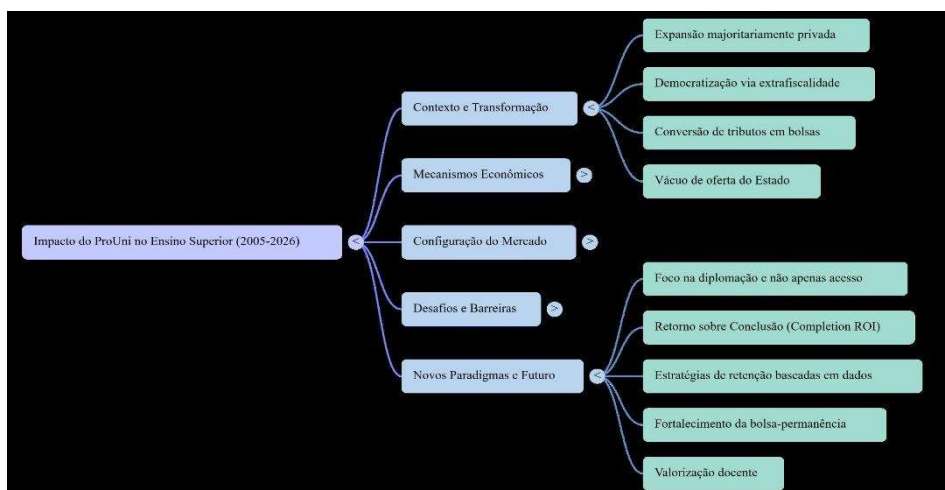 Impacto do ProUni no Ensino Superior (2005-2026)
Contexto e Transformação
Expansão majoritariamente privada
Democratização via extrafiscalidade
Conversão de tributos em bolsas
Vácuo de oferta do Estado
Mecanismos Econômicos
Configuração do Mercado
Desafios e Barreiras
Novos Paradigmas e Futuro
Foco na diplomação e não apenas acesso
Retorno sobre Conclusão (Completion ROI)
Estratégias de retenção baseadas em dados
Fortalecimento da bolsa-permanência
Valorização docente